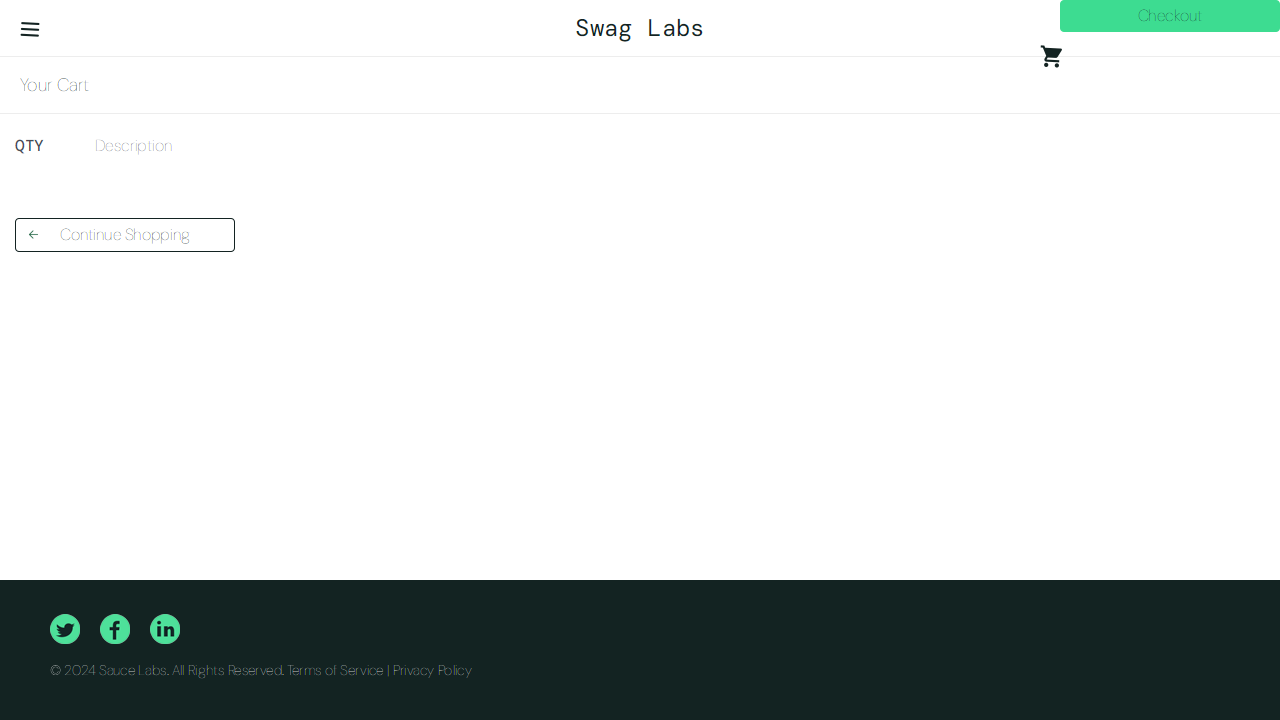 Swag Labs
Checkout
Your Cart
QTY Description
Continue Shopping
© 2024 Sauce Labs. All Rights Reserved. Terms of Service | Privacy Policy